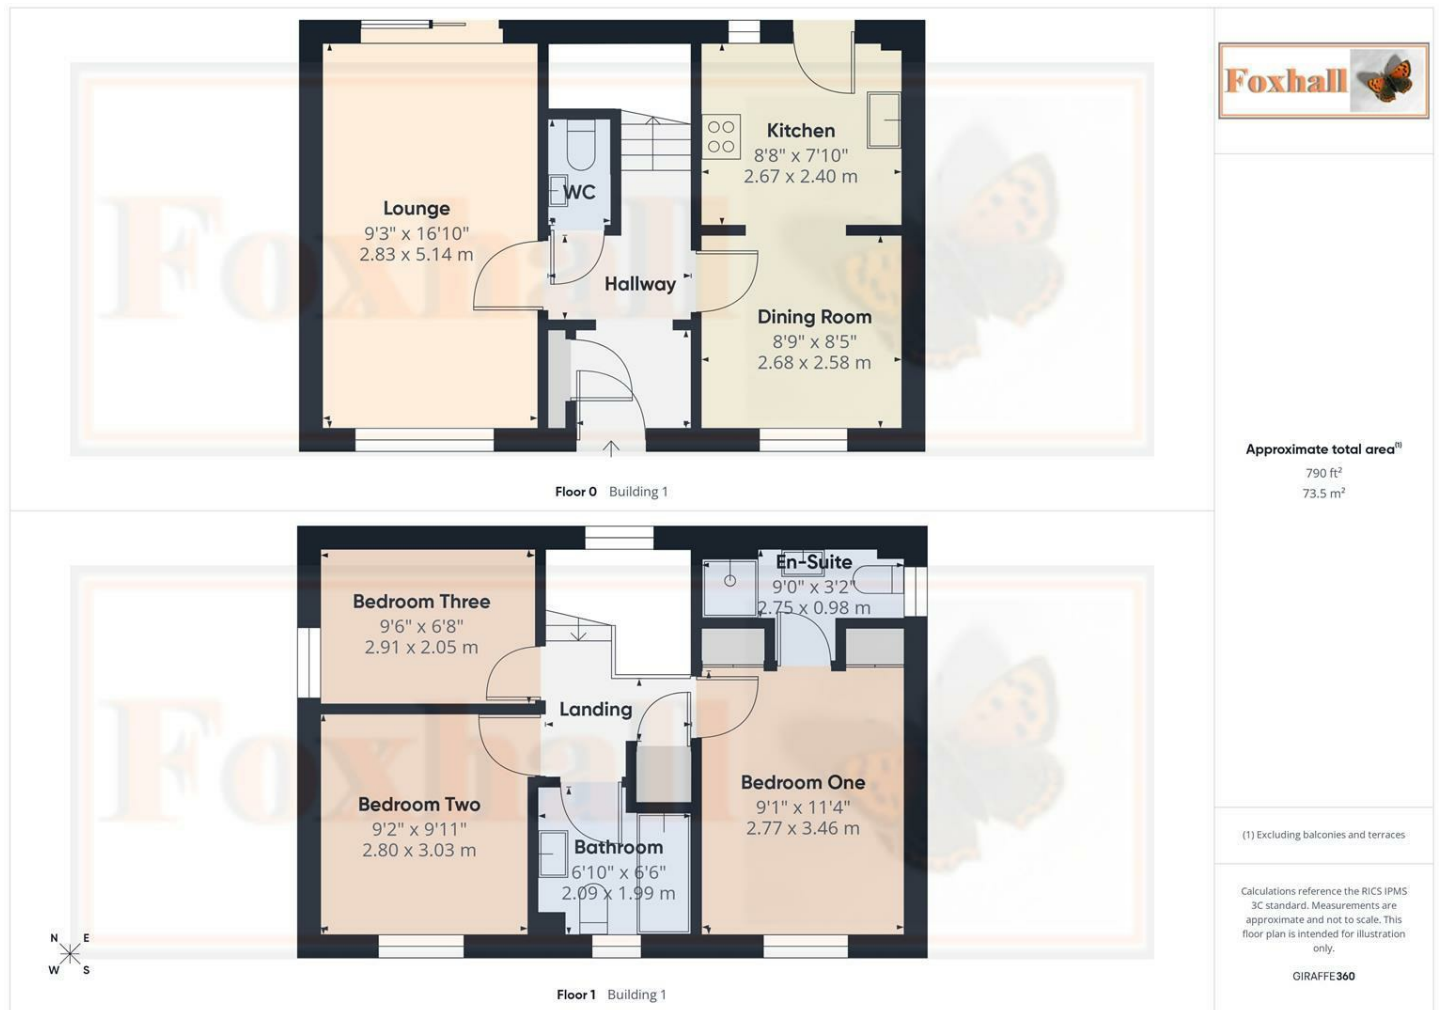 Foxhall
Foxhall
Lounge
9'3" x 16'10"
2.83 x 5.14 m
WC
Hallway
Kitchen
8'8" x 7'10"
2.67 x 2.40 m
Dining Room
8'9" x 8'5"
2.68 x 2.58 m
Floor 0 Building 1
Foxhall
Bedroom Three
9'6" x 6'8"
2.91 x 2.05 m
Landing
En-Suite
9'0" x 3'2"
2.75 x 0.98 m
Bedroom Two
9'2" x 9'11"
2.80 x 3.03 m
Bathroom
6'10" x 6'6"
2.09 x 1.99 m
Bedroom One
9'1" x 11'4"
2.77 x 3.46 m
N E
W S
Floor 1 Building 1
Approximate total area(1)
790 ft²
73.5 m²
(1) Excluding balconies and terraces
Calculations reference the RICS IPMS
3C standard. Measurements are
approximate and not to scale. This
floor plan is intended for illustration
only.
GIRAFFE360